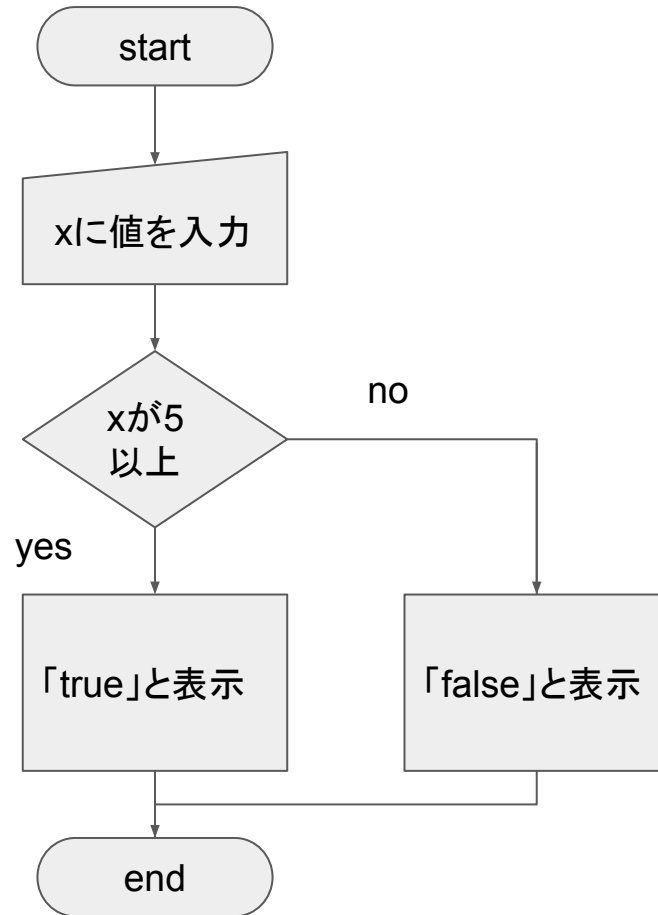 start
xに値を入力
xが5
以上
no
yes
「true」と表示
「false」と表示
end